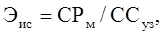 Эис = СРм / ССуз,